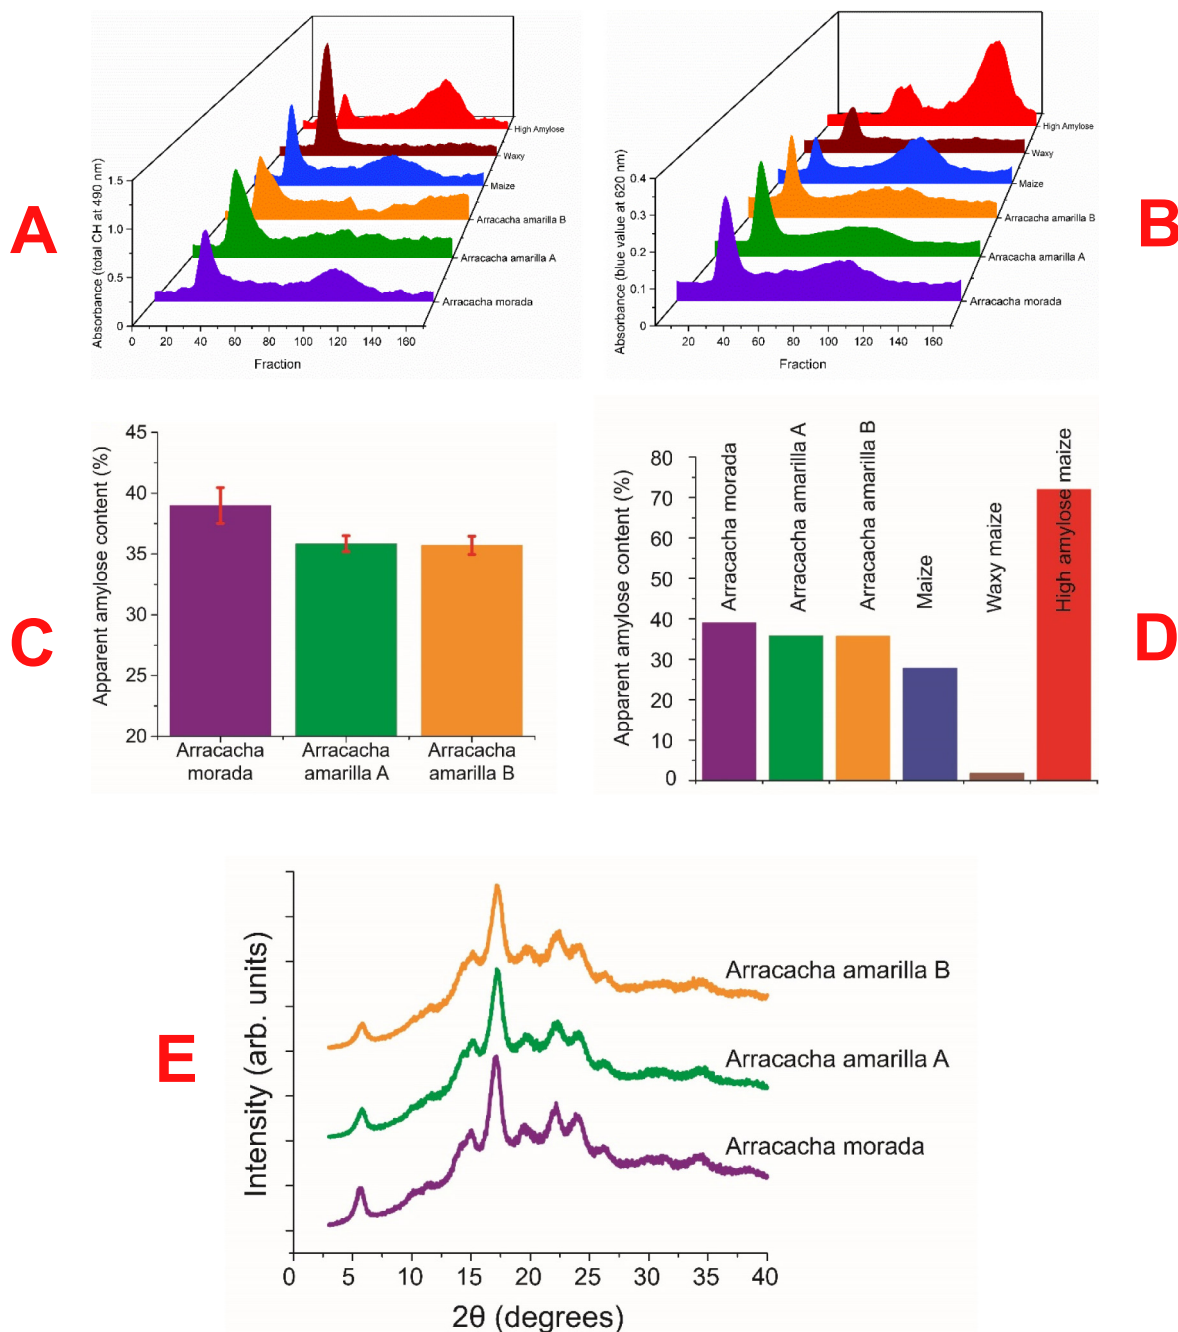 A
Absorbance (total CH at 490 nm)
1.5
1.0
0.5
0
0 20 40 60 80 100 120 140 160
Fraction
High Amylose
Waxy
Maize
Arracacha amarilla B
Arracacha amarilla A
Arracacha morada
B
Absorbance (blue value at 620 nm)
0.4
0.3
0.2
0.1
0
20 40 60 80 100 120 140 160
Fraction
High Amylose
Waxy
Maize
Arracacha amarilla B
Arracacha amarilla A
Arracacha morada
C
Apparent amylose content (%)
45
40
35
30
25
20
Arracacha
morada
Arracacha
amarilla A
Arracacha
amarilla B
D
Apparent amylose content (%)
80
70
60
50
40
30
20
10
0
Arracacha morada
Arracacha amarilla A
Arracacha amarilla B
Maize
Waxy maize
High amylose maize
E
Intensity (arb. units)
Arracacha amarilla B
Arracacha amarilla A
Arracacha morada
0 5 10 15 20 25 30 35 40
2θ (degrees)